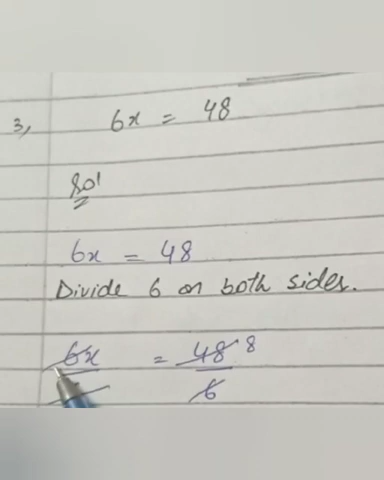 3, 6x = 48
Sol
6x = 48
Divide 6 on both sides.
6x = 48 8
6